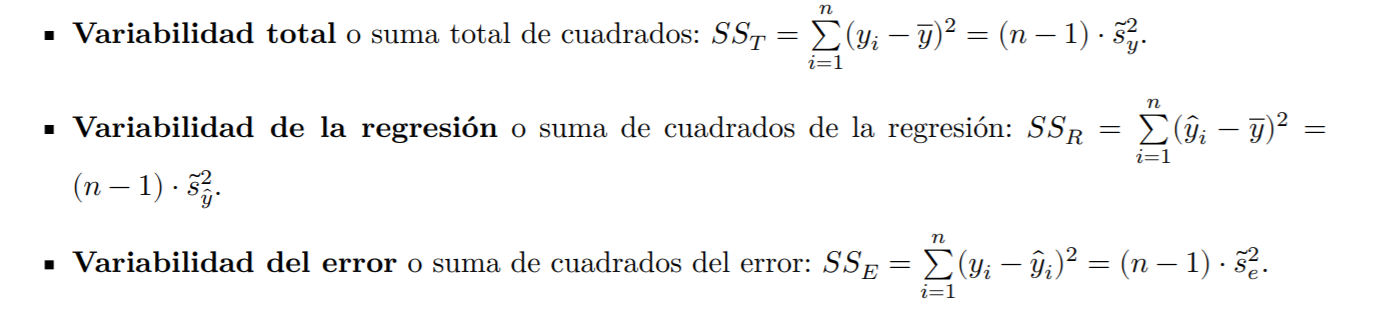 ▪ Variabilidad total o suma total de cuadrados: $SS_T = \sum_{i=1}^{n}(y_i - \overline{y})^2 = (n-1) \cdot \tilde{s}_y^2$.
▪ Variabilidad de la regresión o suma de cuadrados de la regresión: $SS_R = \sum_{i=1}^{n}(\hat{y}_i - \overline{y})^2 =$
$(n-1) \cdot \tilde{s}_{\hat{y}}^2$.
▪ Variabilidad del error o suma de cuadrados del error: $SS_E = \sum_{i=1}^{n}(y_i - \hat{y}_i)^2 = (n-1) \cdot \tilde{s}_e^2$.